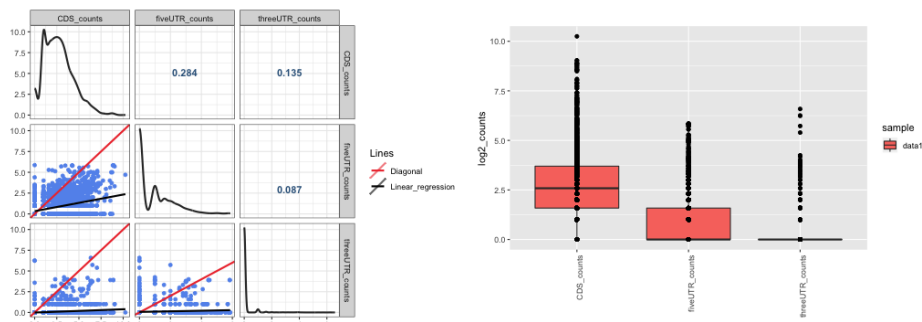 CDS_counts fiveUTR_counts threeUTR_counts
10.0
7.5
5.0
2.5
0.0
0.284 0.135
CDS_counts
10.0
7.5
5.0
2.5
0.0
0.087
fiveUTR_counts
10.0
7.5
5.0
2.5
0.0
threeUTR_counts
Lines
Diagonal
Linear_regression
log2_counts
10.0
7.5
5.0
2.5
0.0
CDS_counts
fiveUTR_counts
threeUTR_counts
sample
data1